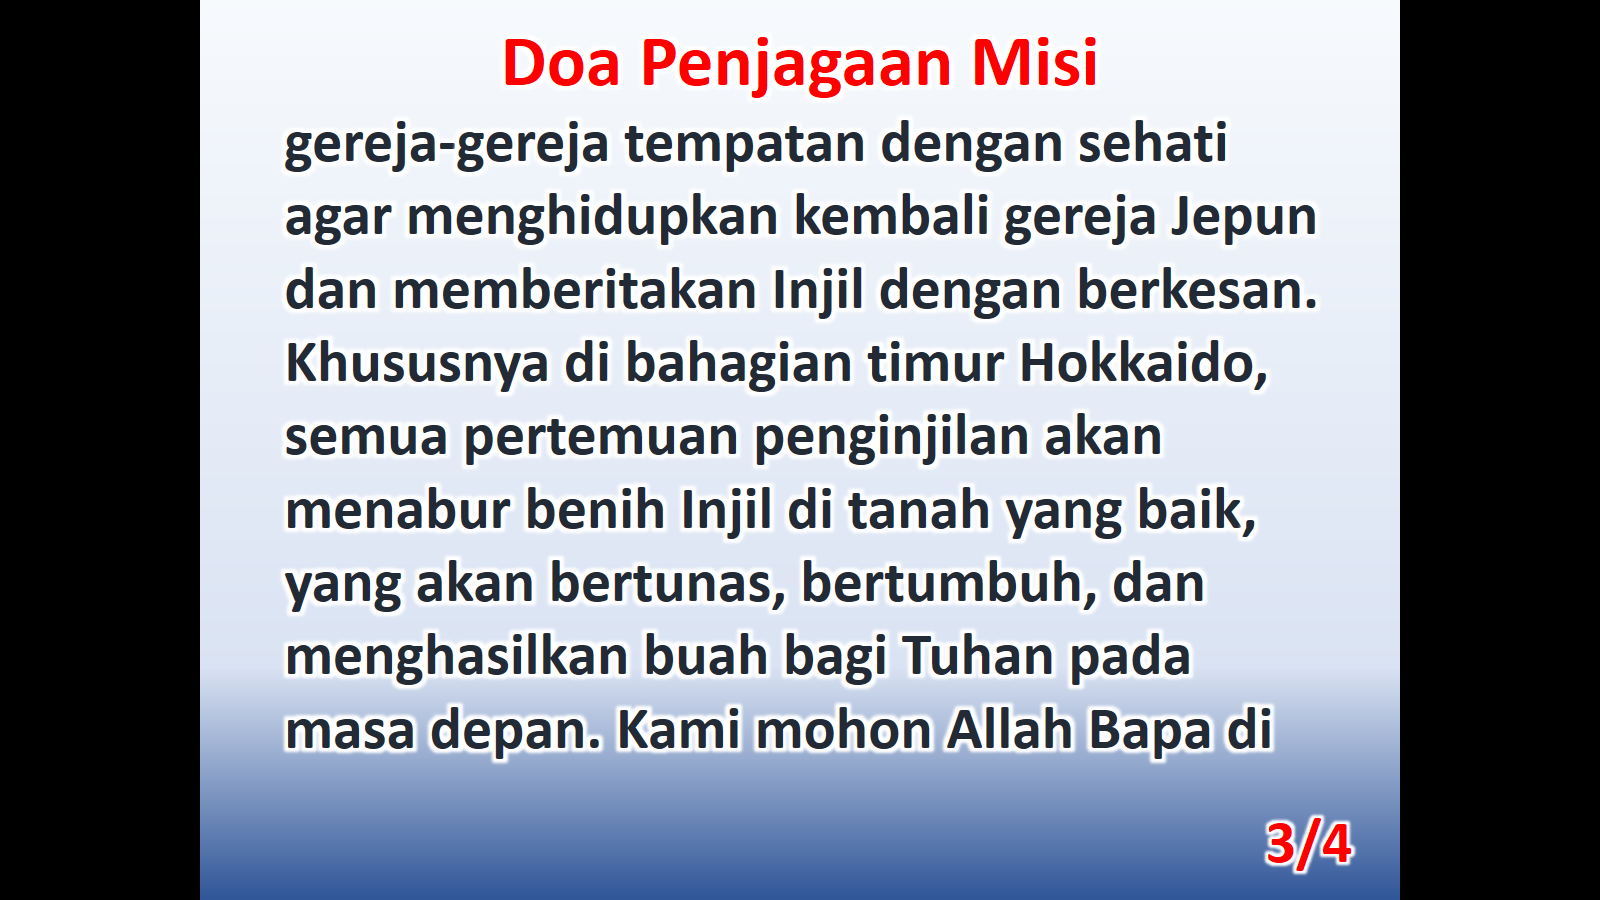 Doa Penjagaan Misi
gereja-gereja tempatan dengan sehati
agar menghidupkan kembali gereja Jepun
dan memberitakan Injil dengan berkesan.
Khususnya di bahagian timur Hokkaido,
semua pertemuan penginjilan akan
menabur benih Injil di tanah yang baik,
yang akan bertunas, bertumbuh, dan
menghasilkan buah bagi Tuhan pada
masa depan. Kami mohon Allah Bapa di
3/4